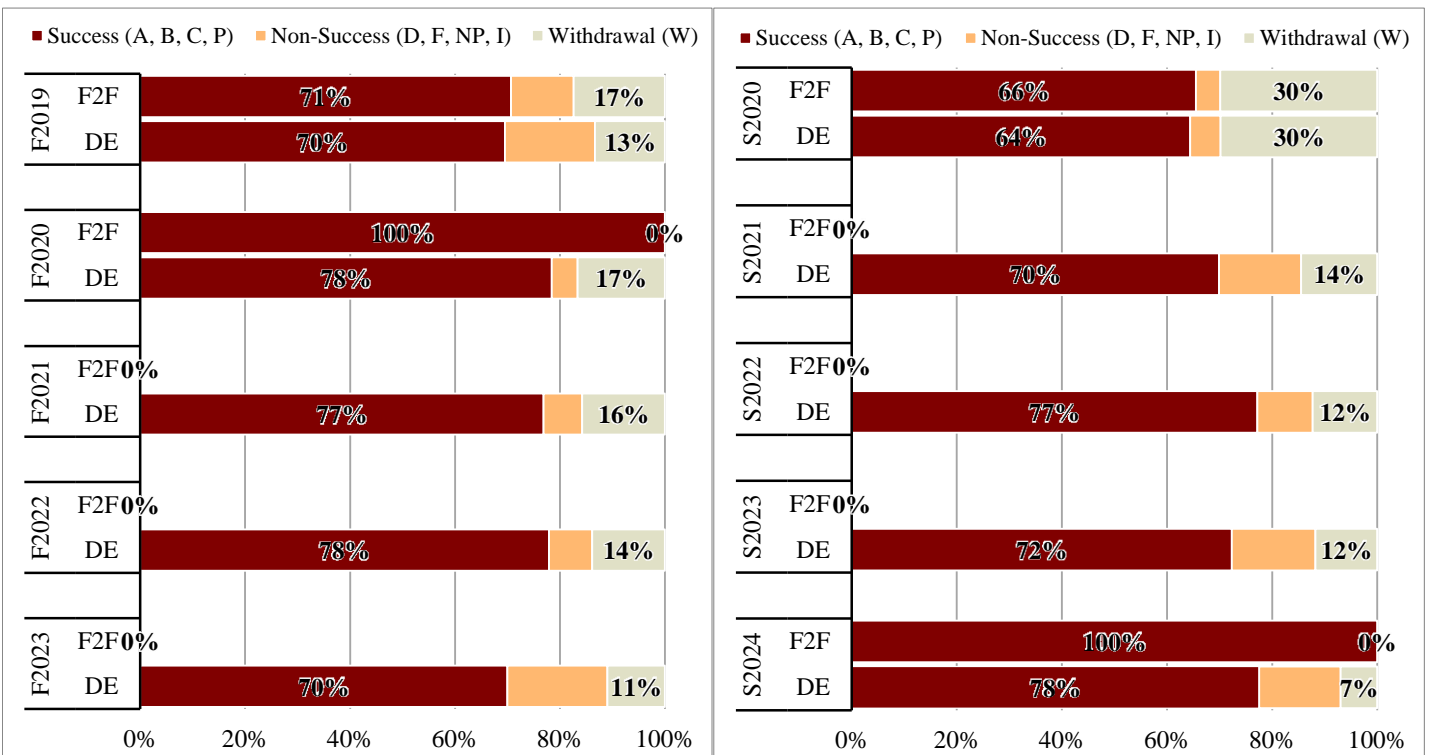 Success (A, B, C, P) Non-Success (D, F, NP, I) Withdrawal (W)
F2019
F2F 71% 17%
DE 70% 13%
F2020
F2F 100% 0%
DE 78% 17%
F2021
F2F 0%
DE 77% 16%
F2022
F2F 0%
DE 78% 14%
F2023
F2F 0%
DE 70% 11%
0% 20% 40% 60% 80% 100%
Success (A, B, C, P) Non-Success (D, F, NP, I) Withdrawal (W)
S2020
F2F 66% 30%
DE 64% 30%
S2021
F2F 0%
DE 70% 14%
S2022
F2F 0%
DE 77% 12%
S2023
F2F 0%
DE 72% 12%
S2024
F2F 100% 0%
DE 78% 7%
0% 20% 40% 60% 80% 100%